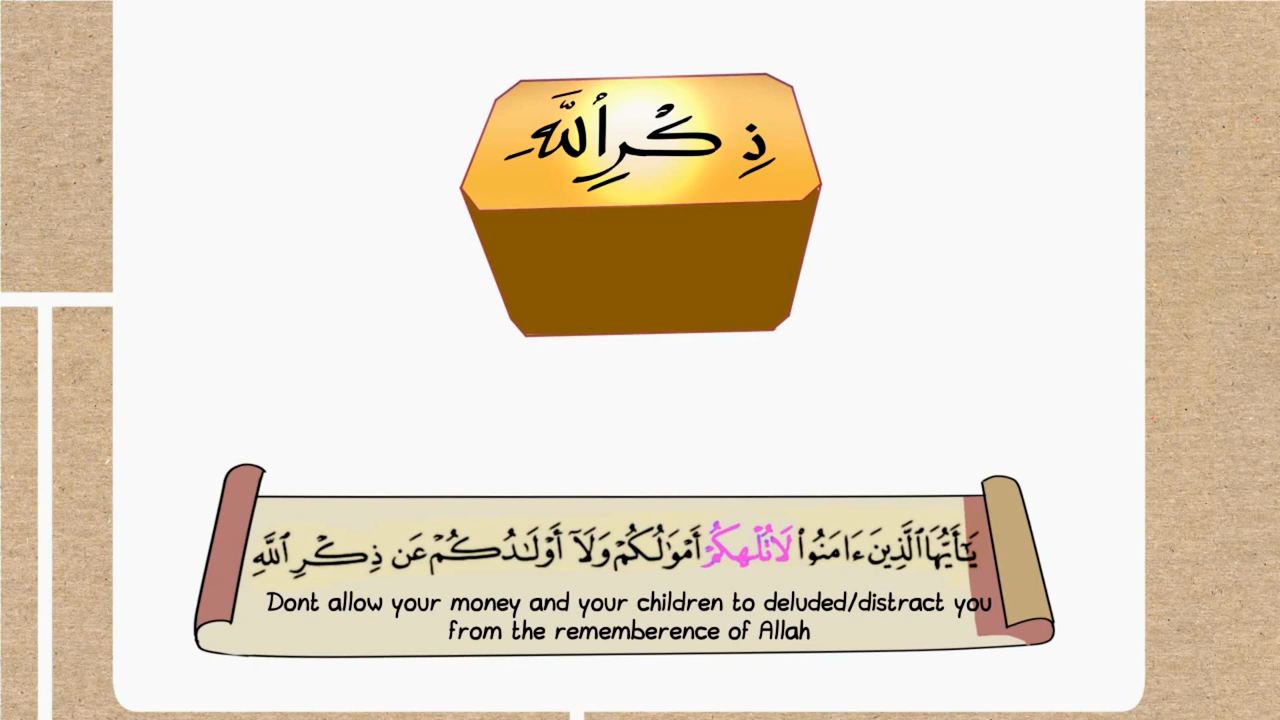 ذِكْرِ ٱللَّهِ
يَـٰٓأَيُّهَا ٱلَّذِينَ ءَامَنُوا۟ لَا تُلْهِكُمْ أَمْوَٰلُكُمْ وَلَآ أَوْلَـٰدُكُمْ عَن ذِكْرِ ٱللَّهِ
Dont allow your money and your children to deluded/distract you
from the rememberence of Allah